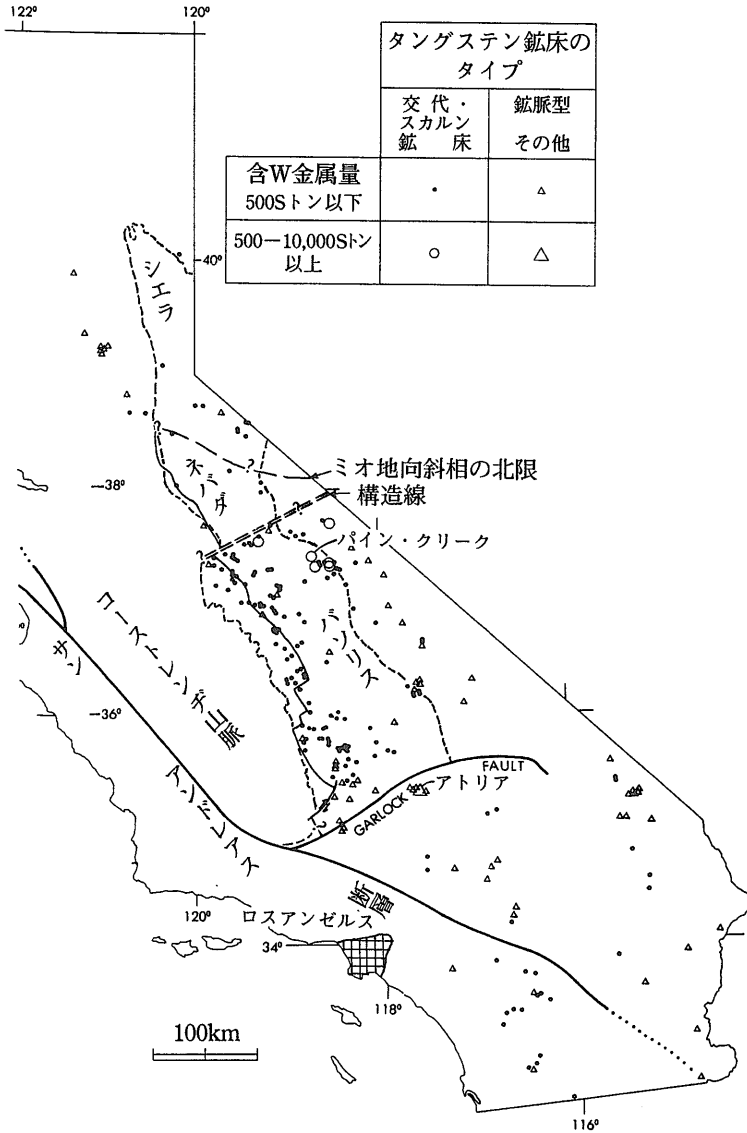 122°
120°
タングステン鉱床の
タイプ
交代・
スカルン
鉱床
鉱脈型
その他
含W金属量
500Sトン以下
500－10,000Sトン
以上
40°
シエラ
ネバダ
バソリス
ミオ地向斜相の北限
構造線
38°
パイン・クリーク
コーストレンヂ山脈
36°
サン
アンドレアス
断層
GARLOCK
FAULT
アトリア
120°
ロスアンゼルス
34°
118°
100km
116°